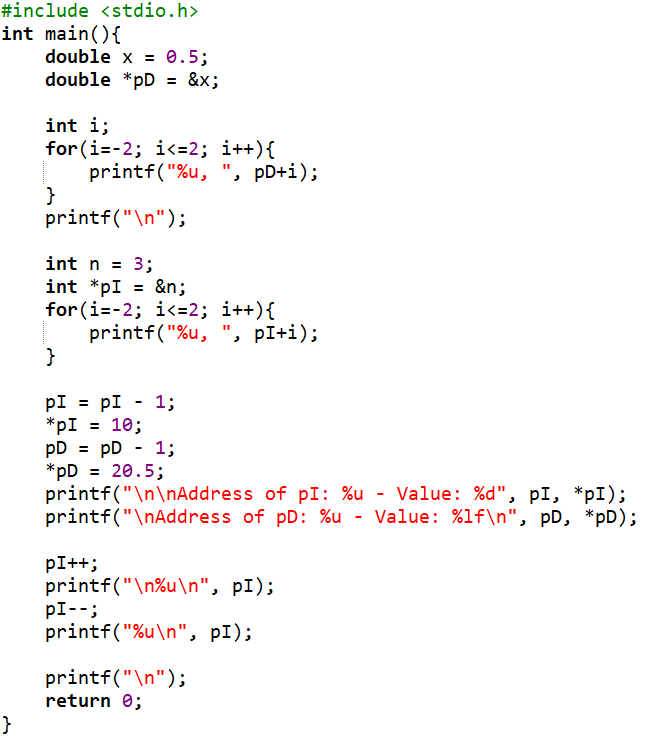 #include <stdio.h>
int main(){
    double x = 0.5;
    double *pD = &x;

    int i;
    for(i=-2; i<=2; i++){
        printf("%u, ", pD+i);
    }
    printf("\n");

    int n = 3;
    int *pI = &n;
    for(i=-2; i<=2; i++){
        printf("%u, ", pI+i);
    }

    pI = pI - 1;
    *pI = 10;
    pD = pD - 1;
    *pD = 20.5;
    printf("\n\nAddress of pI: %u - Value: %d", pI, *pI);
    printf("\nAddress of pD: %u - Value: %lf\n", pD, *pD);

    pI++;
    printf("\n%u\n", pI);
    pI--;
    printf("%u\n", pI);

    printf("\n");
    return 0;
}